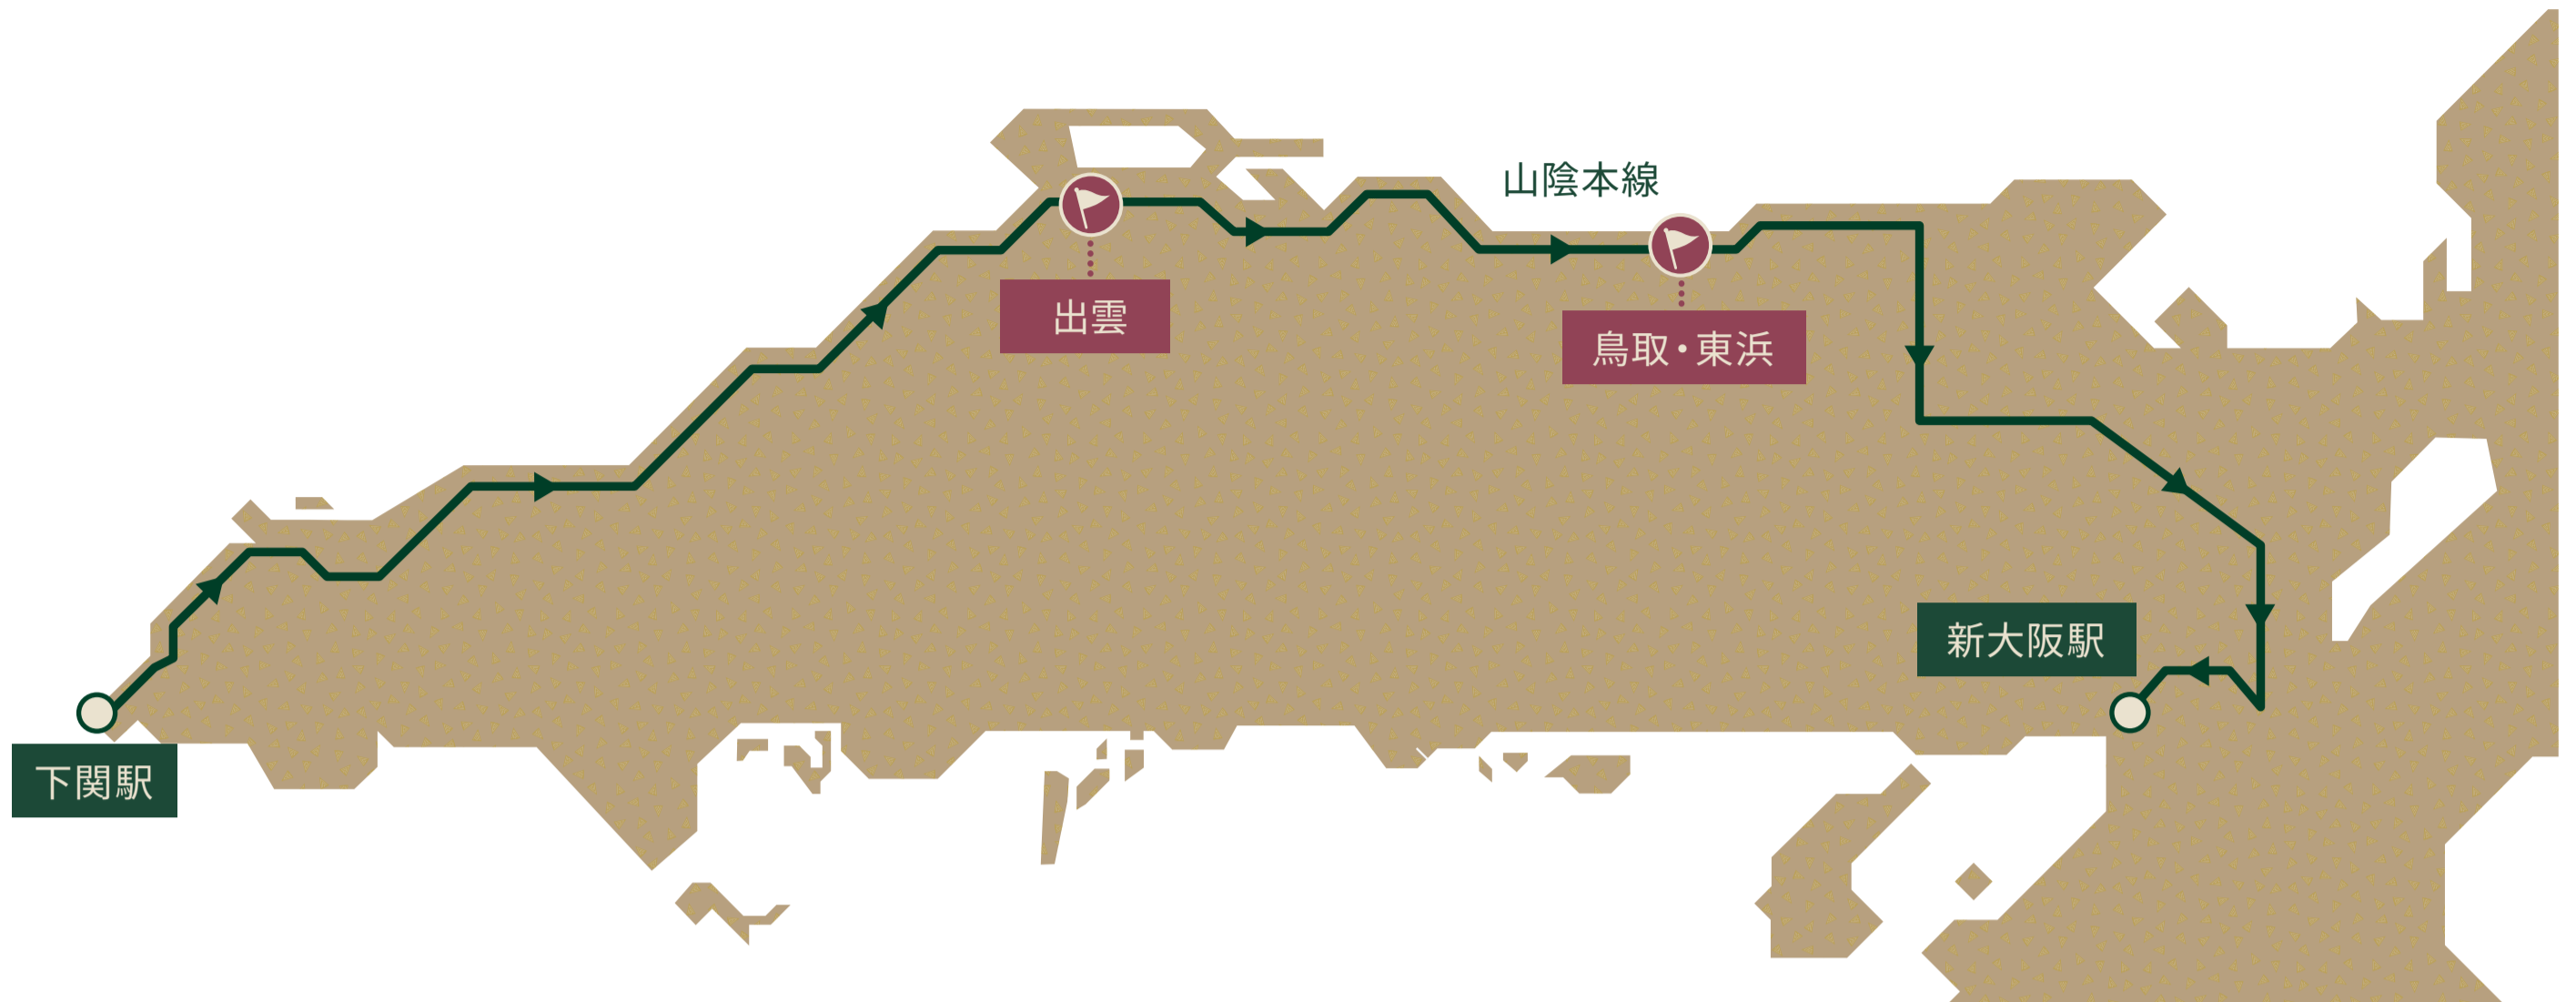 山陰本線
出雲
鳥取・東浜
新大阪駅
下関駅